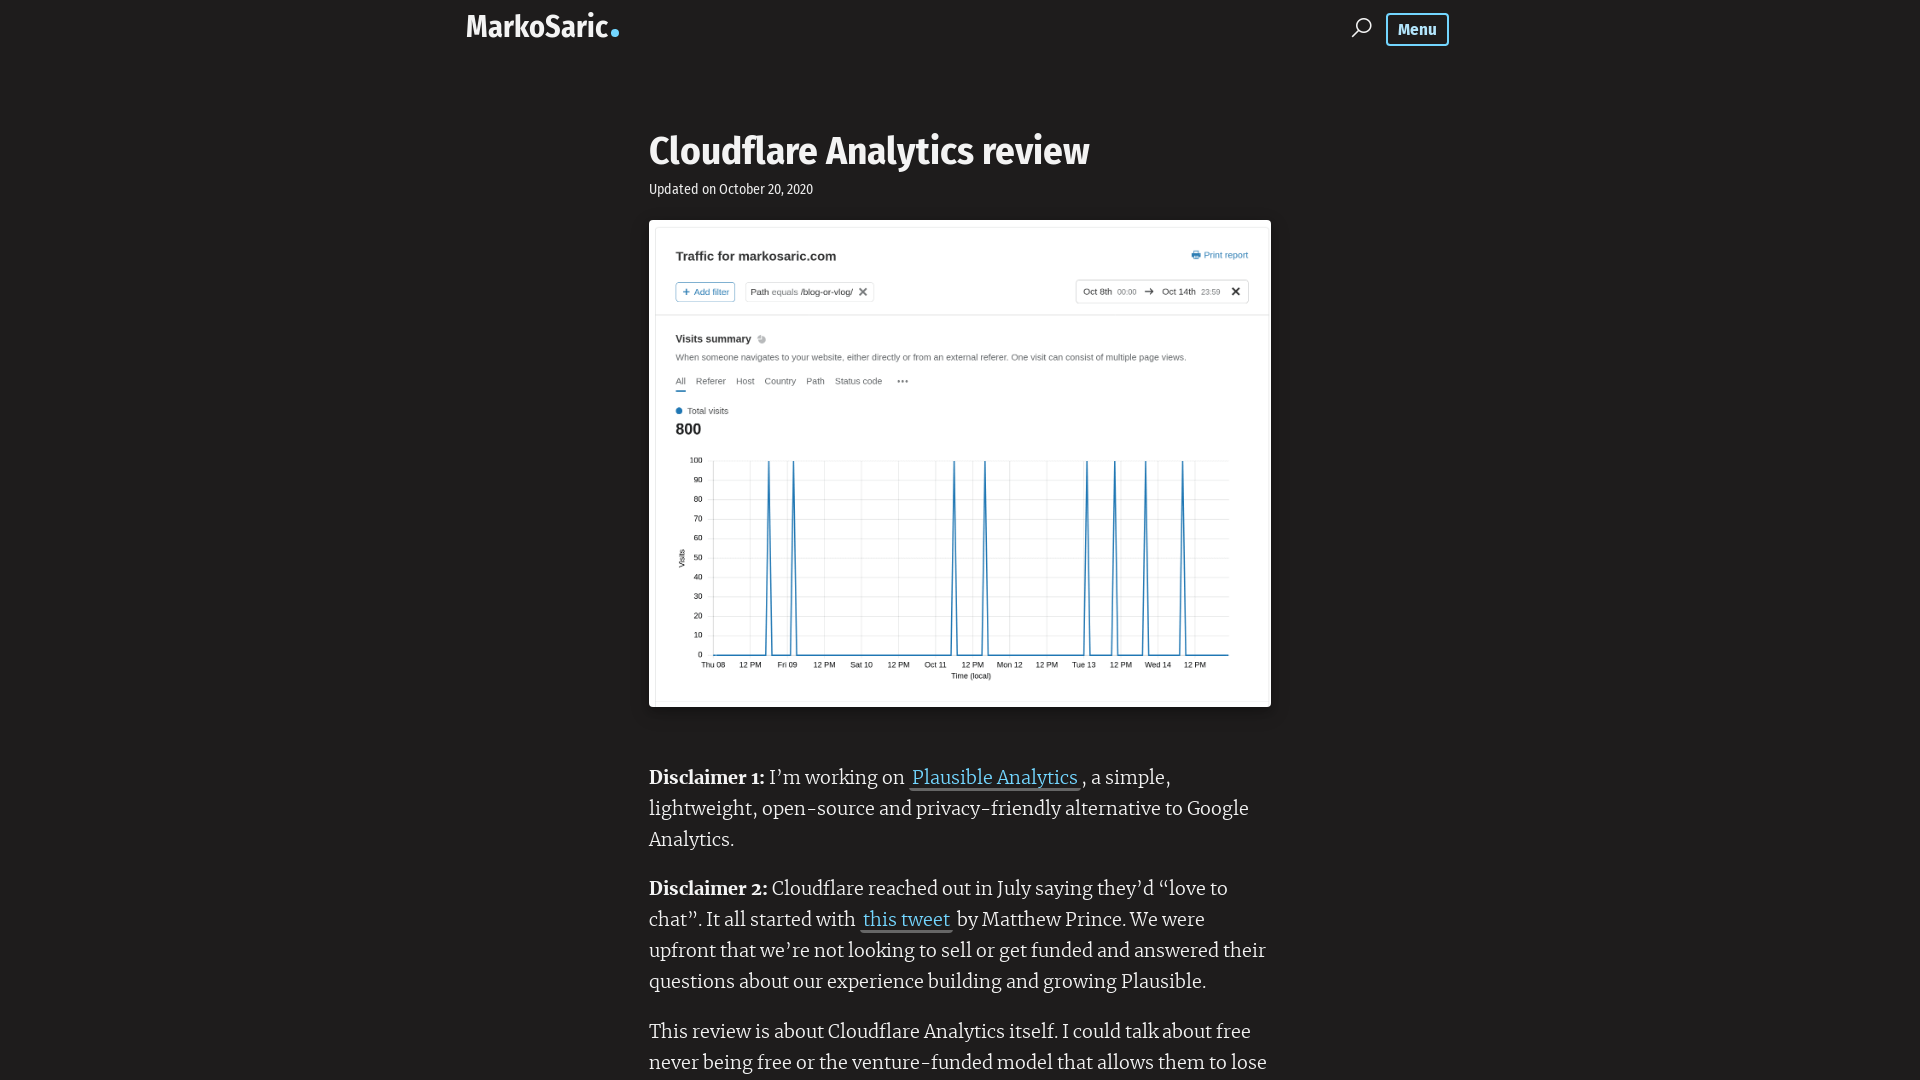 MarkoSaric.
Menu
Cloudflare Analytics review
Updated on October 20, 2020
Traffic for markosaric.com
Print report
+ Add filter
Path equals /blog-or-vlog/ ✕
Oct 8th 00:00 → Oct 14th 23:59 ✕
Visits summary
When someone navigates to your website, either directly or from an external referer. One visit can consist of multiple page views.
All Referer Host Country Path Status code •••
Total visits
800
100
90
80
70
60
50
40
30
20
10
0
Visits
Thu 08 12 PM Fri 09 12 PM Sat 10 12 PM Oct 11 12 PM Mon 12 12 PM Tue 13 12 PM Wed 14 12 PM
Time (local)
Disclaimer 1: I’m working on Plausible Analytics, a simple,
lightweight, open-source and privacy-friendly alternative to Google
Analytics.
Disclaimer 2: Cloudflare reached out in July saying they’d “love to
chat”. It all started with this tweet by Matthew Prince. We were
upfront that we’re not looking to sell or get funded and answered their
questions about our experience building and growing Plausible.
This review is about Cloudflare Analytics itself. I could talk about free
never being free or the venture-funded model that allows them to lose